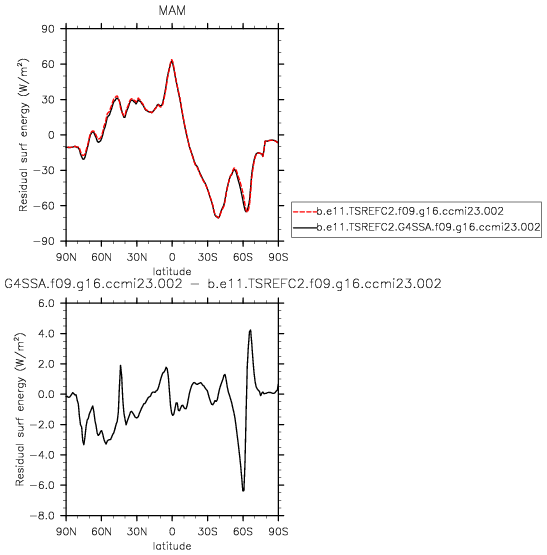 MAM
90
60
30
0
−30
−60
−90
Residual surf energy (W/m²)
90N 60N 30N 0 30S 60S 90S
latitude
b.e11.TSREFC2.f09.g16.ccmi23.002
b.e11.TSREFC2.G4SSA.f09.g16.ccmi23.002
G4SSA.f09.g16.ccmi23.002 − b.e11.TSREFC2.f09.g16.ccmi23.002
6.0
4.0
2.0
0.0
−2.0
−4.0
−6.0
−8.0
Residual surf energy (W/m²)
90N 60N 30N 0 30S 60S 90S
latitude